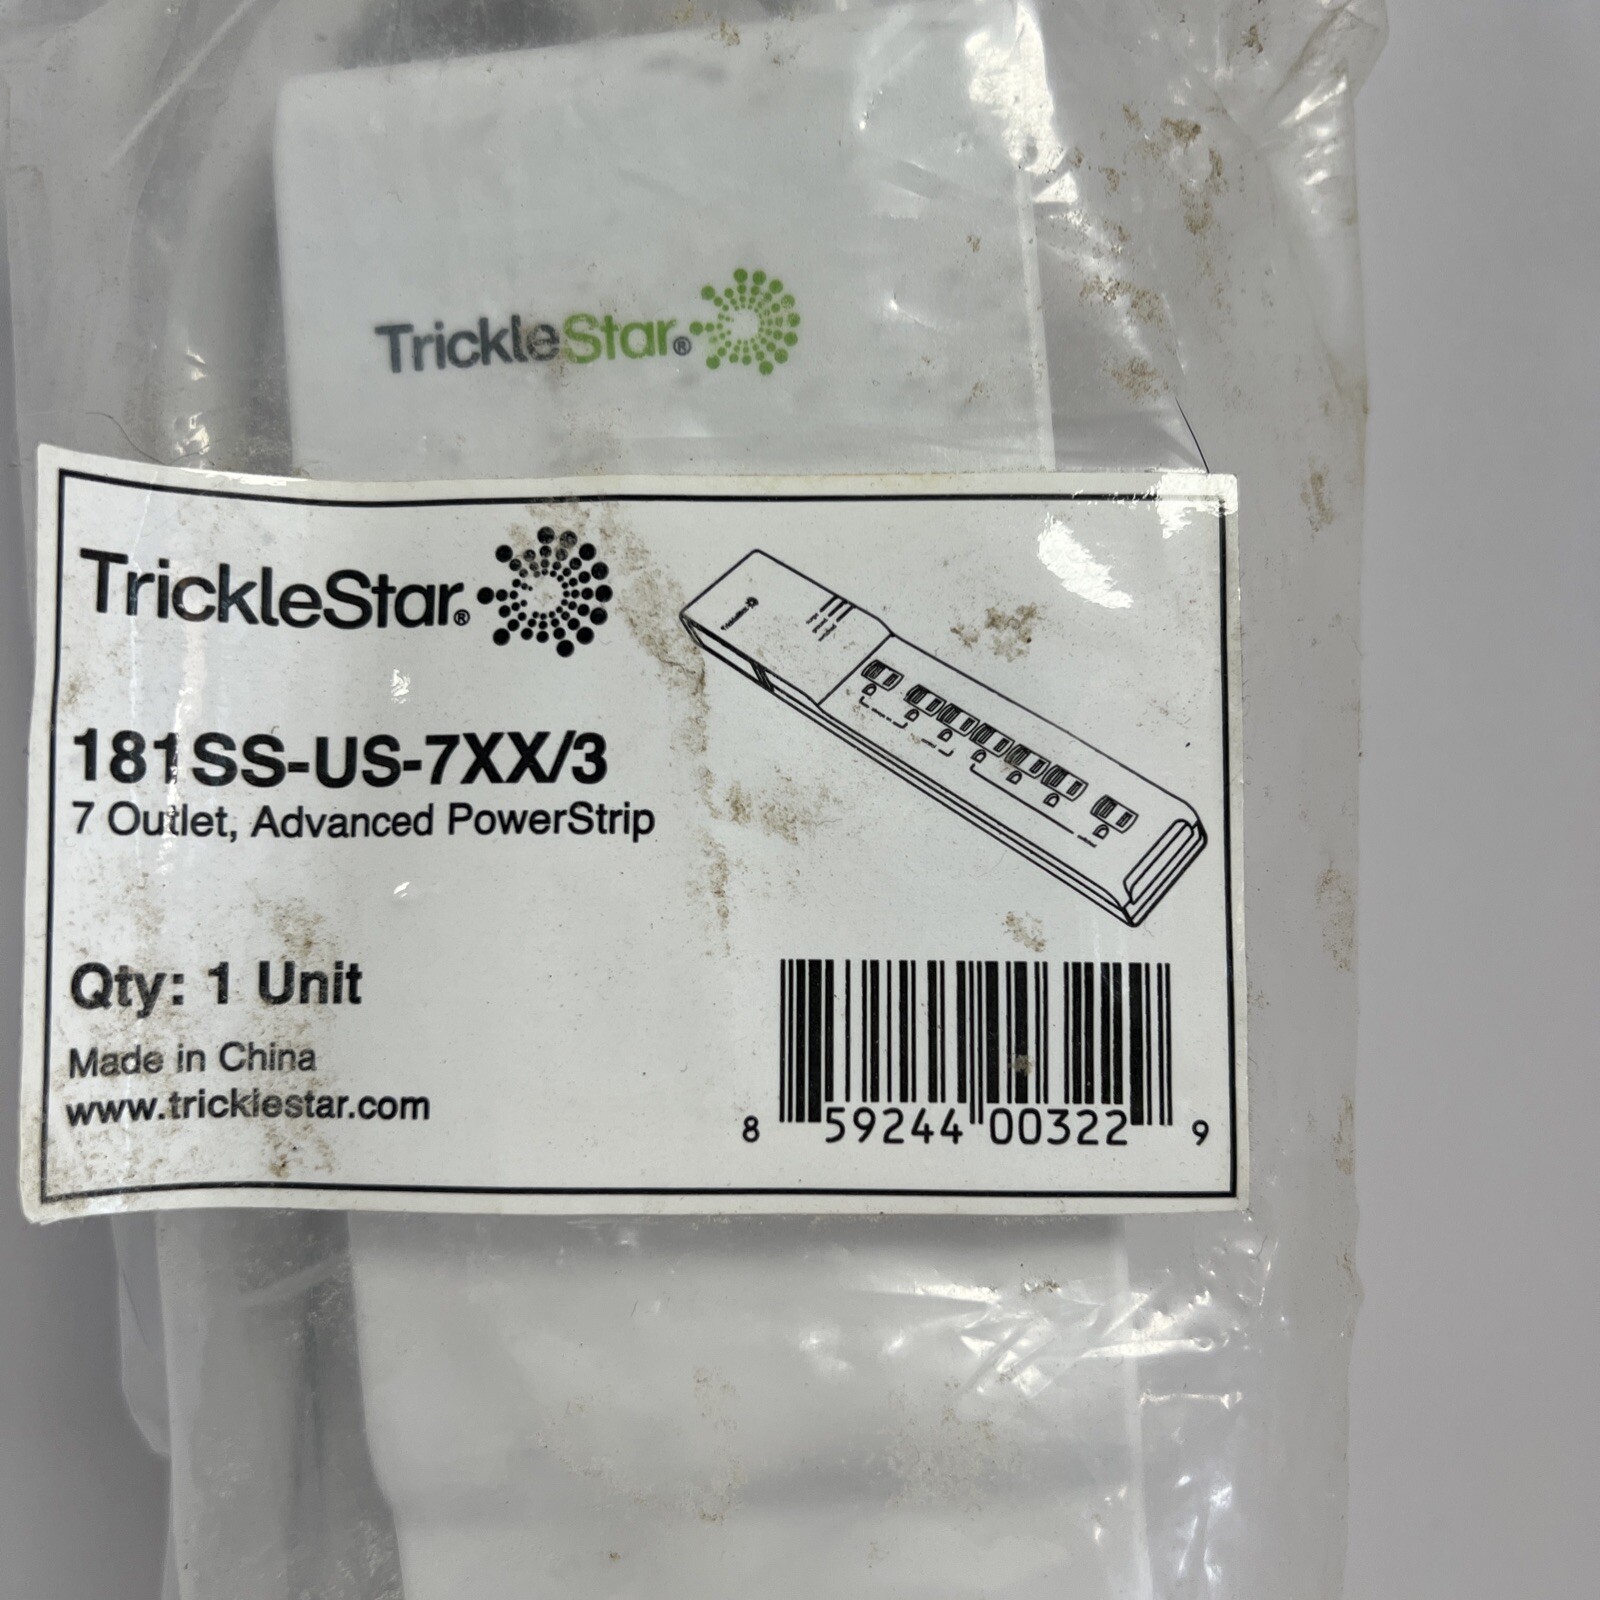 TrickleStar®
TrickleStar®
181SS-US-7XX/3
7 Outlet, Advanced PowerStrip
Qty: 1 Unit
Made in China
www.tricklestar.com
8 59244 00322 9